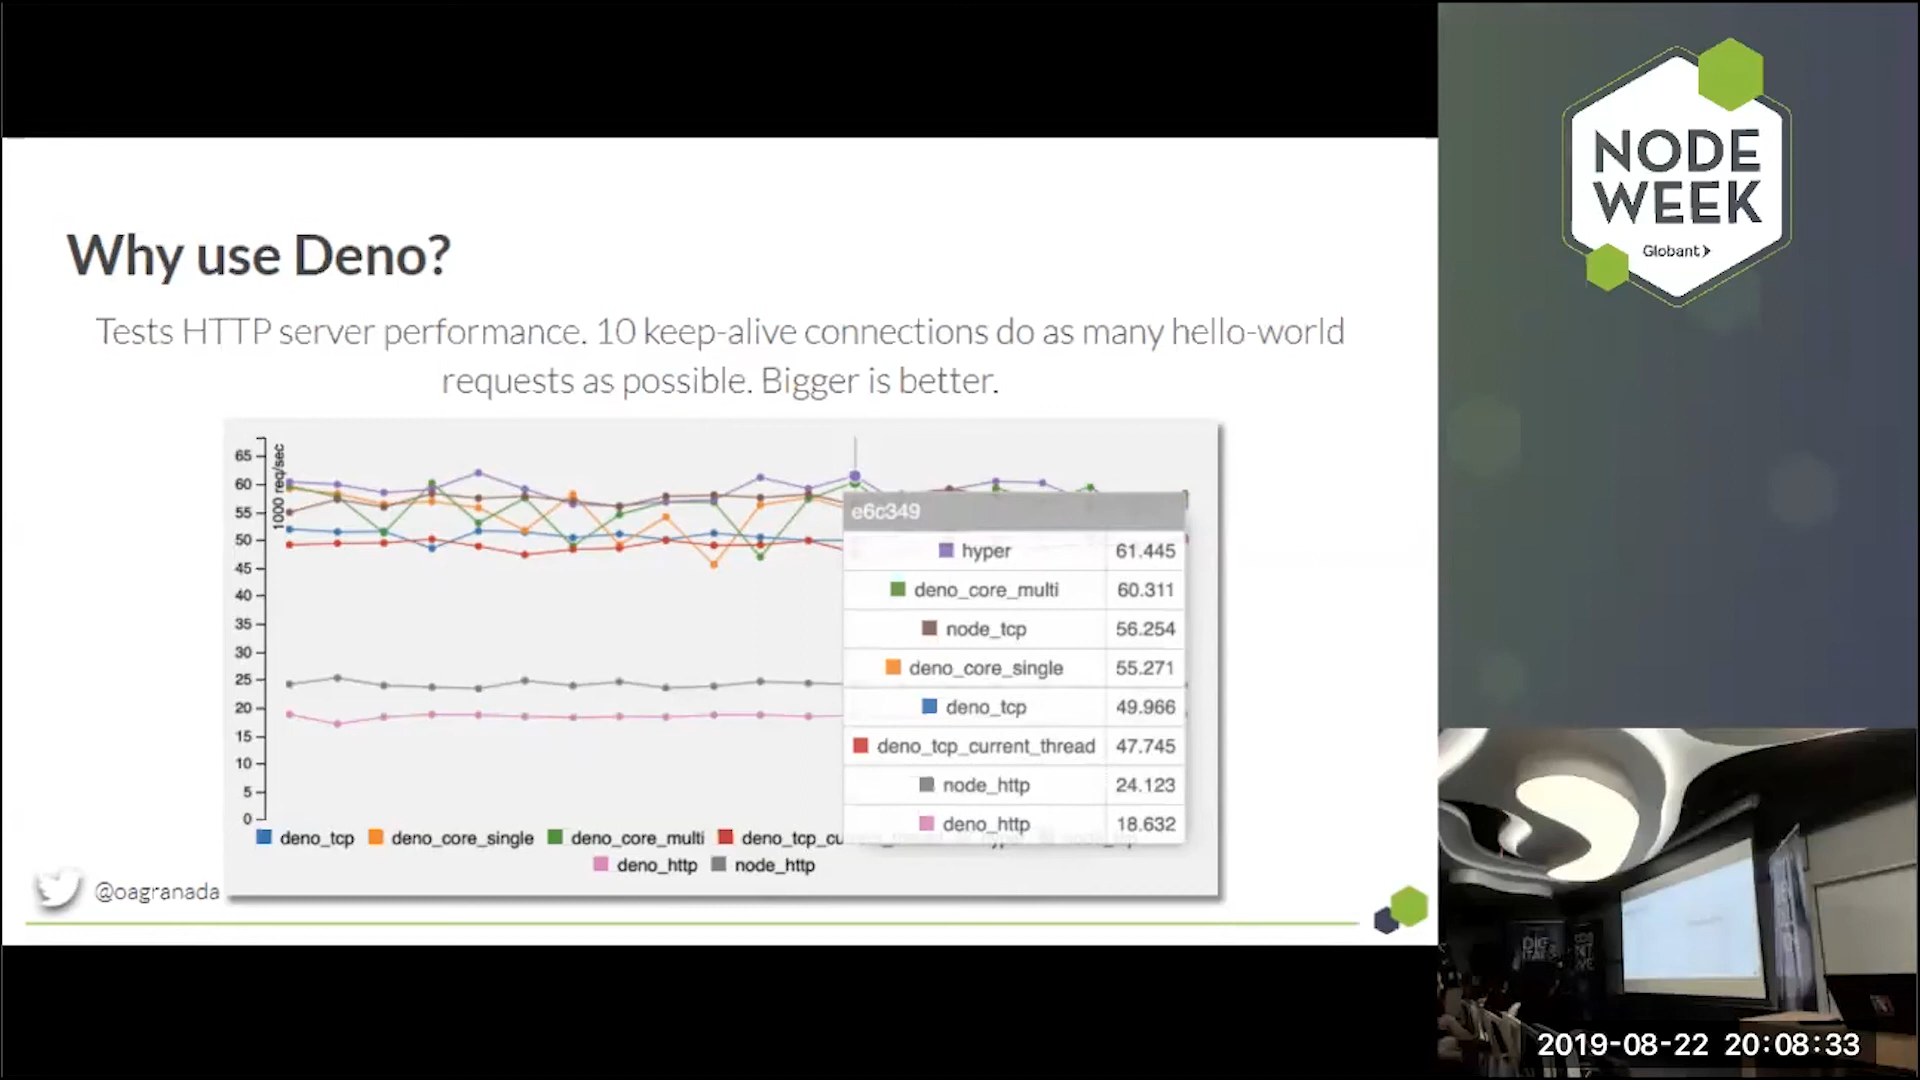 Why use Deno?
Tests HTTP server performance. 10 keep-alive connections do as many hello-world
requests as possible. Bigger is better.
1000 req/sec
65
60
55
50
45
40
35
30
25
20
15
10
5
0
e6c349
hyper 61.445
deno_core_multi 60.311
node_tcp 56.254
deno_core_single 55.271
deno_tcp 49.966
deno_tcp_current_thread 47.745
node_http 24.123
deno_http 18.632
deno_tcp deno_core_single deno_core_multi deno_tcp_cu
deno_http node_http
@oagranada
NODE
WEEK
Globant
2019-08-22 20:08:33